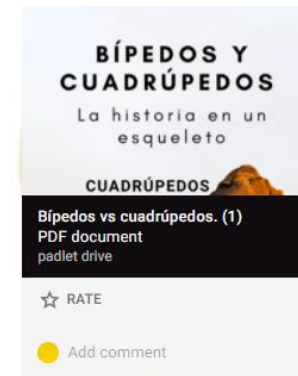 BÍPEDOS Y
CUADRÚPEDOS
La historia en un
esqueleto
CUADRÚPEDOS
Bípedos vs cuadrúpedos. (1)
PDF document
padlet drive
RATE
Add comment